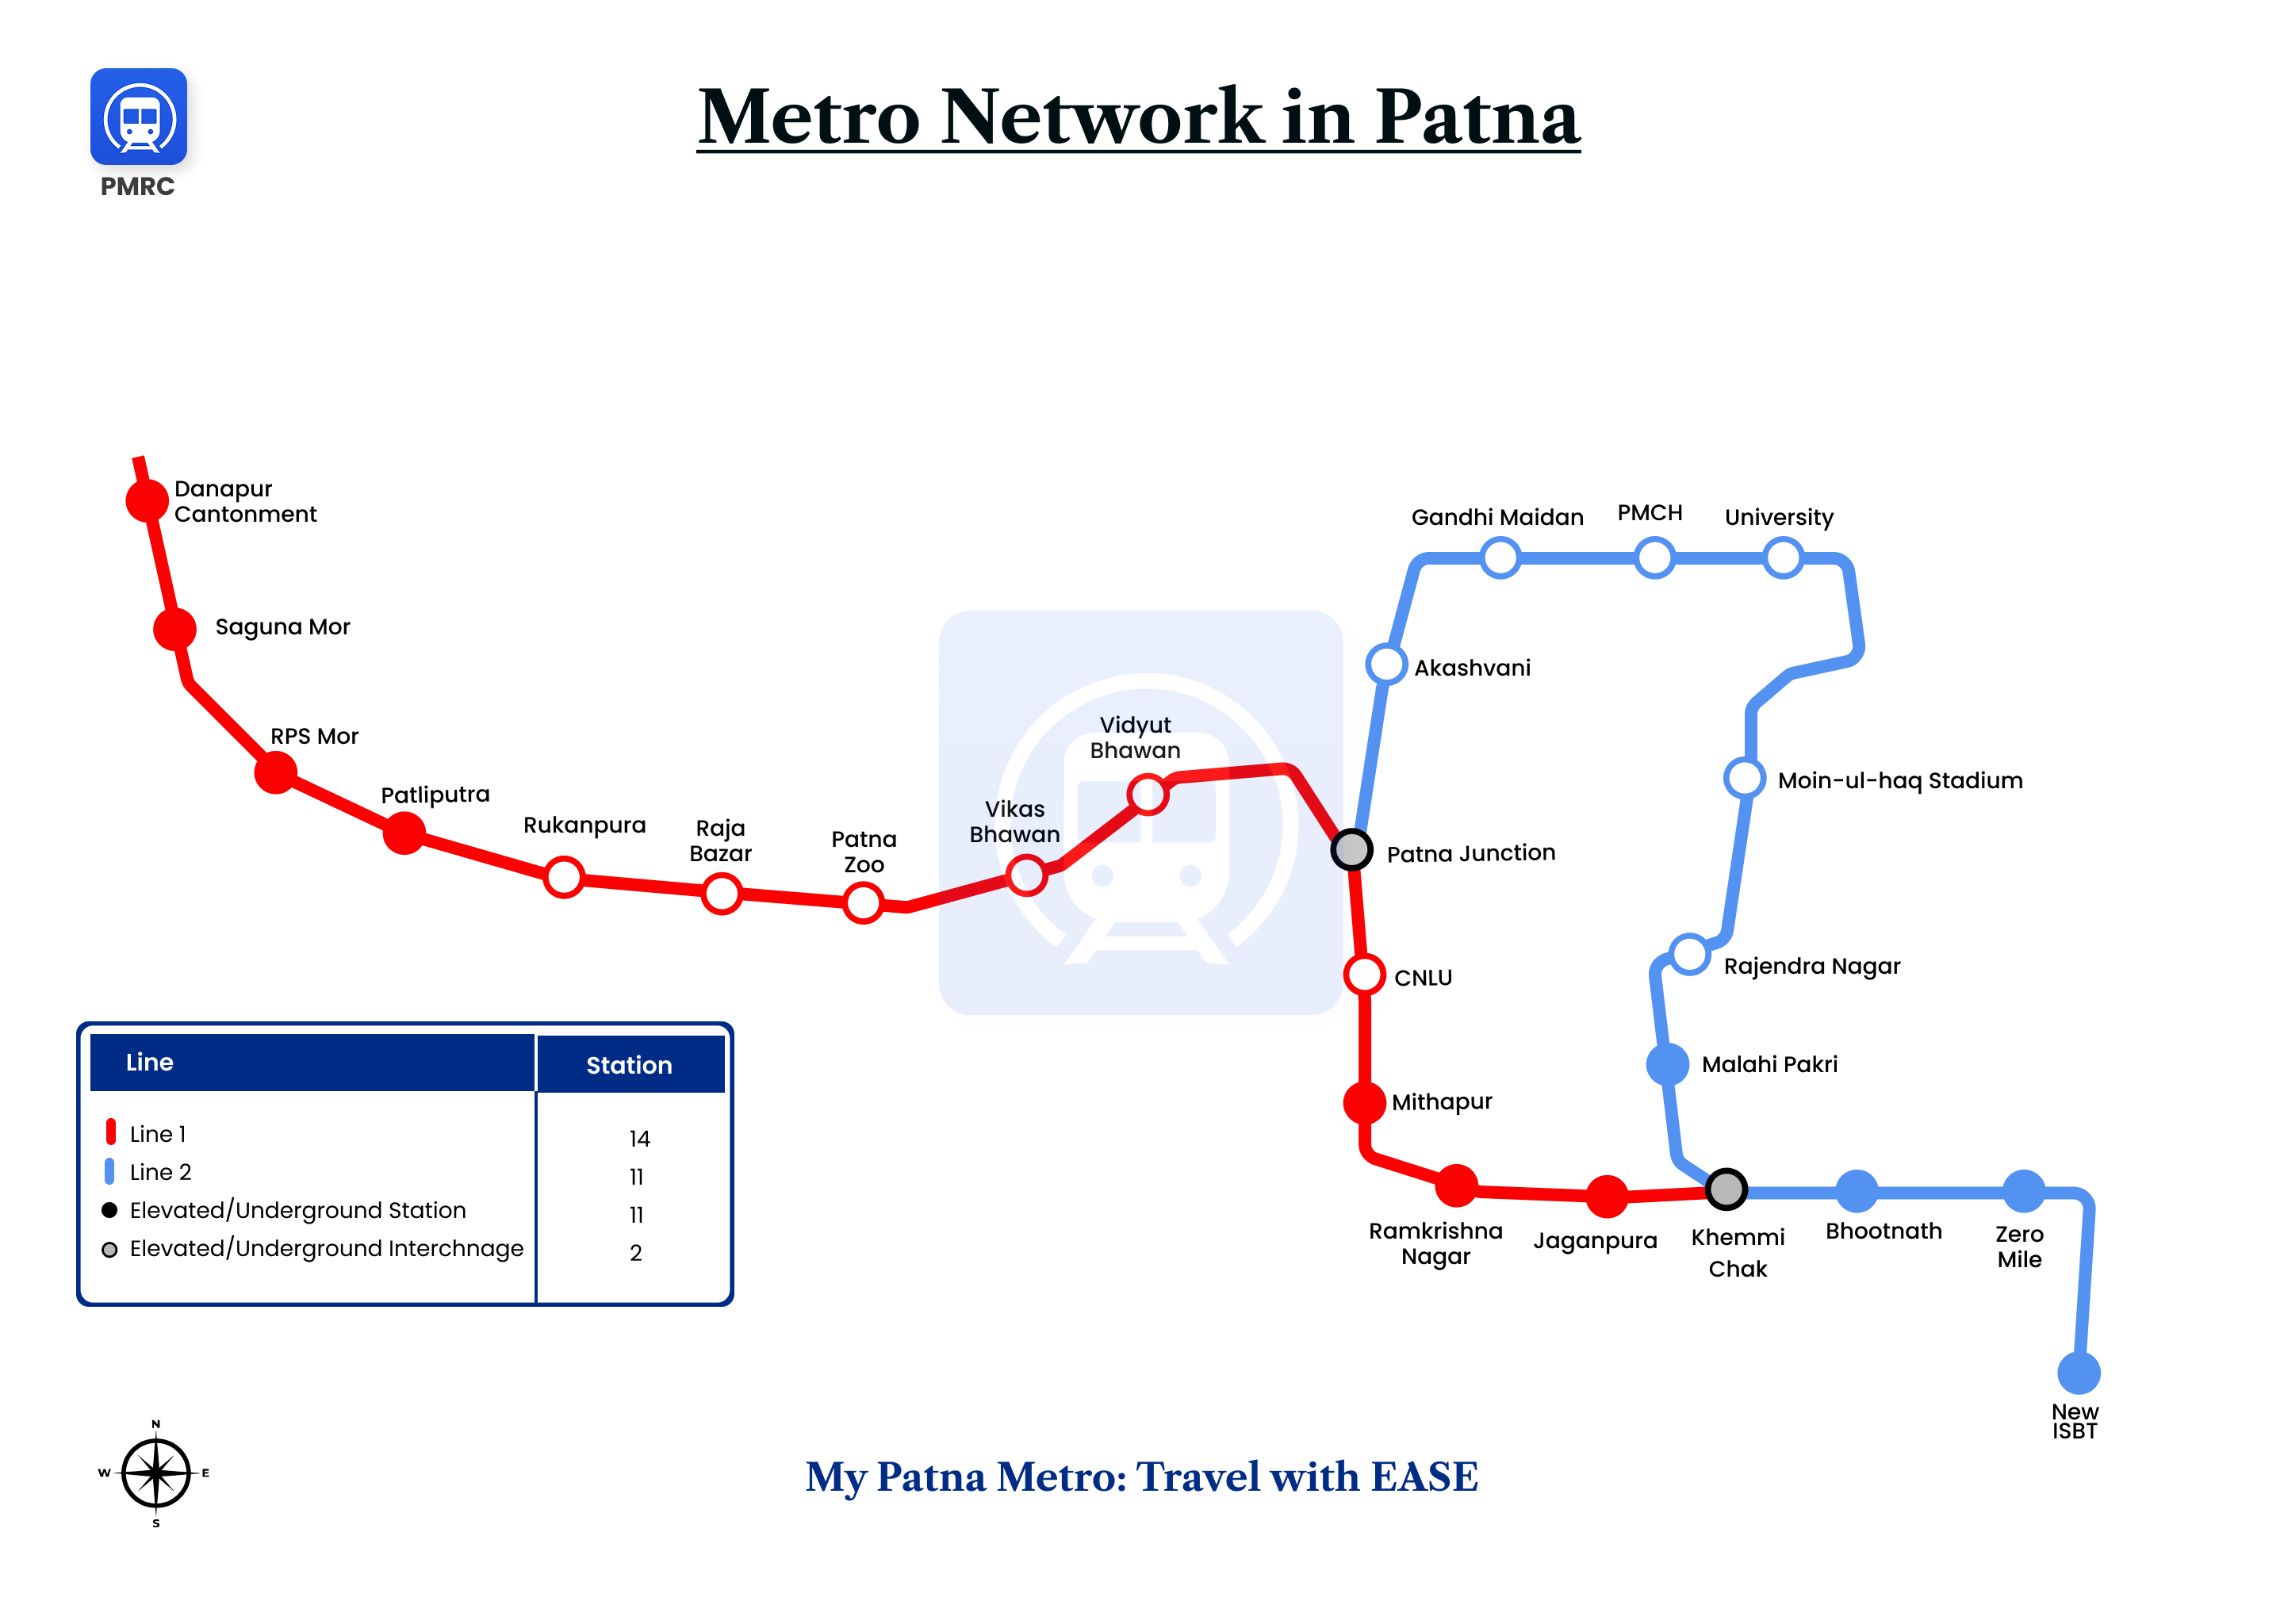 Metro Network in Patna
PMRC
Danapur
Cantonment
Saguna Mor
RPS Mor
Patliputra
Rukanpura
Raja
Bazar
Patna
Zoo
Vikas
Bhawan
Vidyut
Bhawan
Gandhi Maidan
PMCH
University
Akashvani
Moin-ul-haq Stadium
Patna Junction
Rajendra Nagar
CNLU
Malahi Pakri
Mithapur
Ramkrishna
Nagar
Jaganpura
Khemmi
Chak
Bhootnath
Zero
Mile
New
ISBT
Line Station
Line 1 14
Line 2 11
Elevated/Underground Station 11
Elevated/Underground Interchnage 2
N
W E
S
My Patna Metro: Travel with EASE